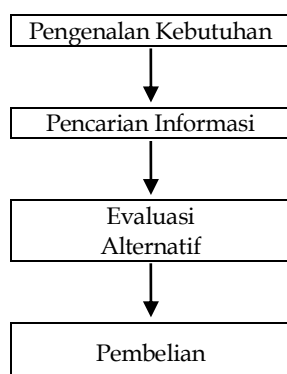 Pengenalan Kebutuhan
Pencarian Informasi
Evaluasi
Alternatif
Pembelian